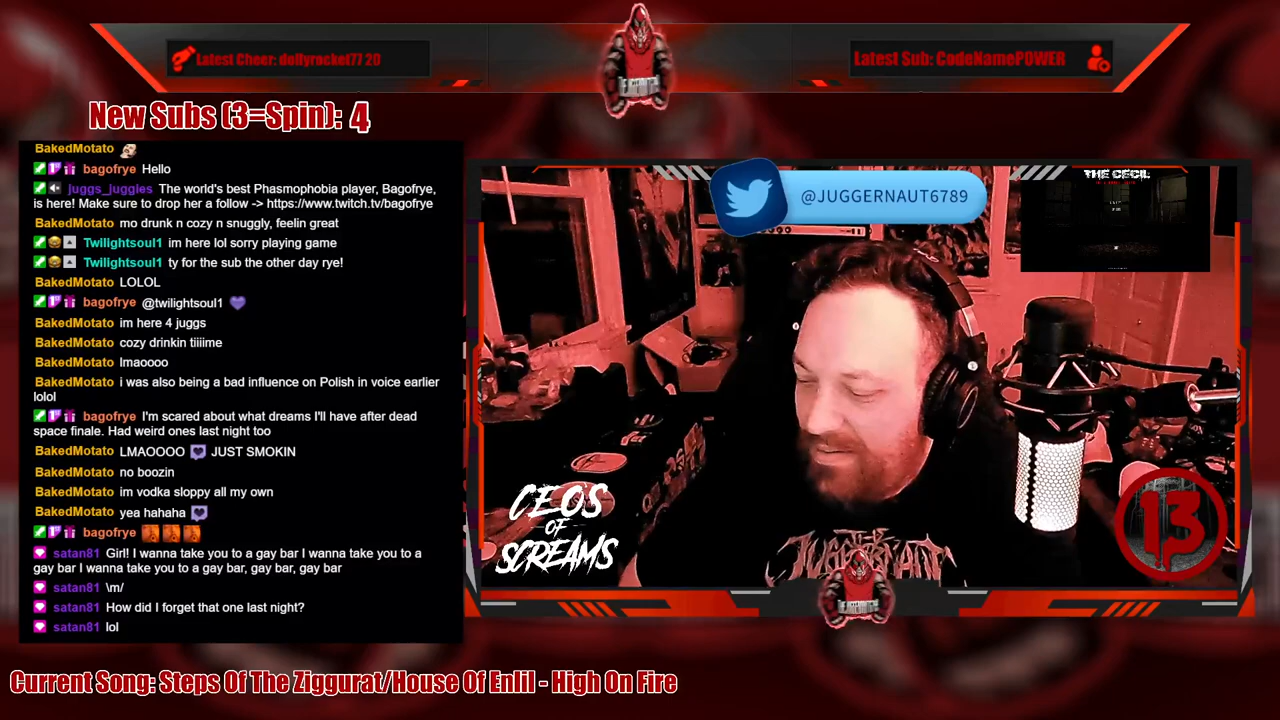 Latest Cheer: dollyrocket77 20
Latest Sub: CodeNamePOWER
New Subs (3=Spin): 4
BakedMotato
bagofrye Hello
juggs_juggies The world's best Phasmophobia player, Bagofrye,
is here! Make sure to drop her a follow -> https://www.twitch.tv/bagofrye
BakedMotato mo drunk n cozy n snuggly, feelin great
Twilightsoul1 im here lol sorry playing game
Twilightsoul1 ty for the sub the other day rye!
BakedMotato LOLOL
bagofrye @twilightsoul1
BakedMotato im here 4 juggs
BakedMotato cozy drinkin tiiiime
BakedMotato lmaoooo
BakedMotato i was also being a bad influence on Polish in voice earlier
lolol
bagofrye I'm scared about what dreams I'll have after dead
space finale. Had weird ones last night too
BakedMotato LMAOOOO JUST SMOKIN
BakedMotato no boozin
BakedMotato im vodka sloppy all my own
BakedMotato yea hahaha
bagofrye
satan81 Girl! I wanna take you to a gay bar I wanna take you to a
gay bar I wanna take you to a gay bar, gay bar, gay bar
satan81 \m/
satan81 How did I forget that one last night?
satan81 lol
@JUGGERNAUT6789
THE CECIL
CEOS
OF
SCREAMS
THE
JUGGERNAUT
13
Current Song: Steps Of The Ziggurat/House Of Enlil - High On Fire